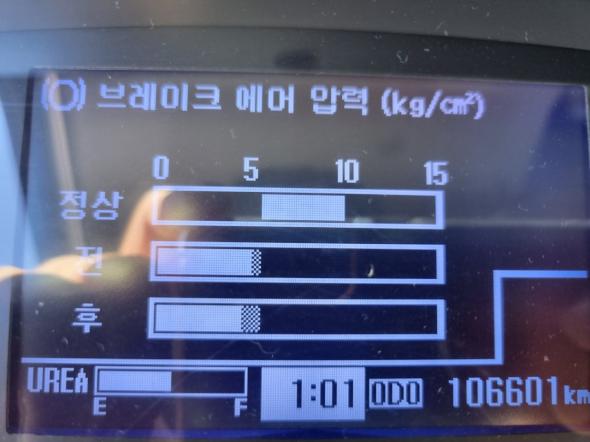 (O) 브레이크 에어 압력 (kg/cm²)
0 5 10 15
정상
전
후
UREA E F 1:01 ODO 106601km